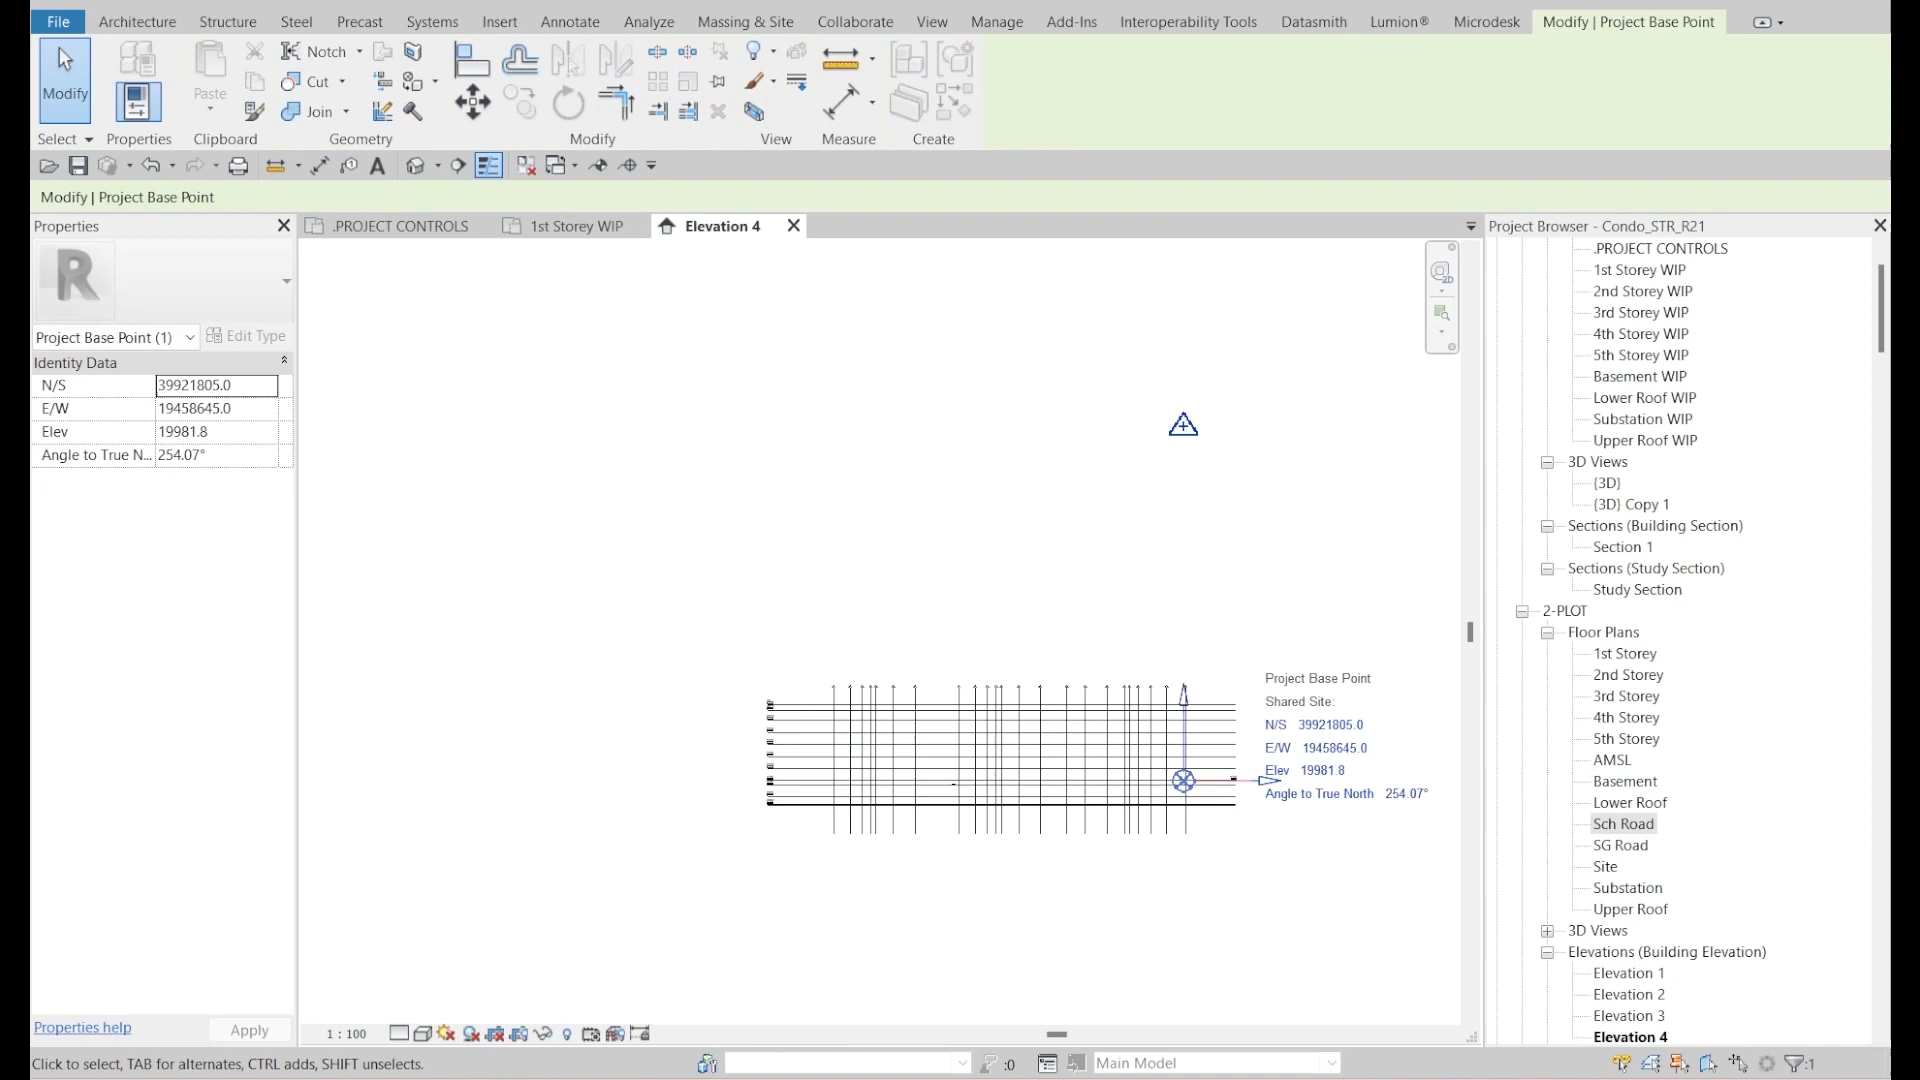 File Architecture Structure Steel Precast Systems Insert Annotate Analyze Massing & Site Collaborate View Manage Add-Ins Interoperability Tools Datasmith Lumion® Microdesk Modify | Project Base Point
Notch
Modify Paste Cut
Join
Select Properties Clipboard Geometry Modify View Measure Create
Modify | Project Base Point
Properties
.PROJECT CONTROLS 1st Storey WIP Elevation 4
Project Browser - Condo_STR_R21
Project Base Point (1) Edit Type
Identity Data
N/S 39921805.0
E/W 19458645.0
Elev 19981.8
Angle to True N... 254.07°
Project Base Point
Shared Site:
N/S 39921805.0
E/W 19458645.0
Elev 19981.8
Angle to True North 254.07°
.PROJECT CONTROLS
1st Storey WIP
2nd Storey WIP
3rd Storey WIP
4th Storey WIP
5th Storey WIP
Basement WIP
Lower Roof WIP
Substation WIP
Upper Roof WIP
3D Views
{3D}
{3D} Copy 1
Sections (Building Section)
Section 1
Sections (Study Section)
Study Section
2-PLOT
Floor Plans
1st Storey
2nd Storey
3rd Storey
4th Storey
5th Storey
AMSL
Basement
Lower Roof
Sch Road
SG Road
Site
Substation
Upper Roof
3D Views
Elevations (Building Elevation)
Elevation 1
Elevation 2
Elevation 3
Elevation 4
Properties help Apply
1 : 100
Click to select, TAB for alternates, CTRL adds, SHIFT unselects.
:0
Main Model
:1